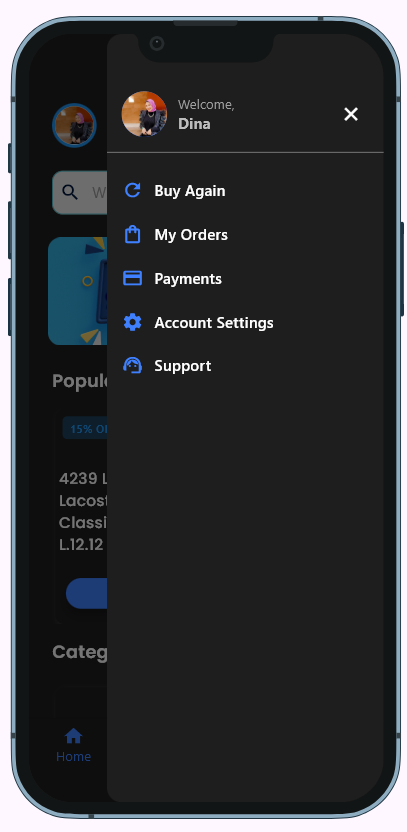 Welcome,
Dina
W
Buy Again
My Orders
Payments
Account Settings
Support
Popul
15% O
4239 L
Lacost
Classi
L.12.12
Categ
Home